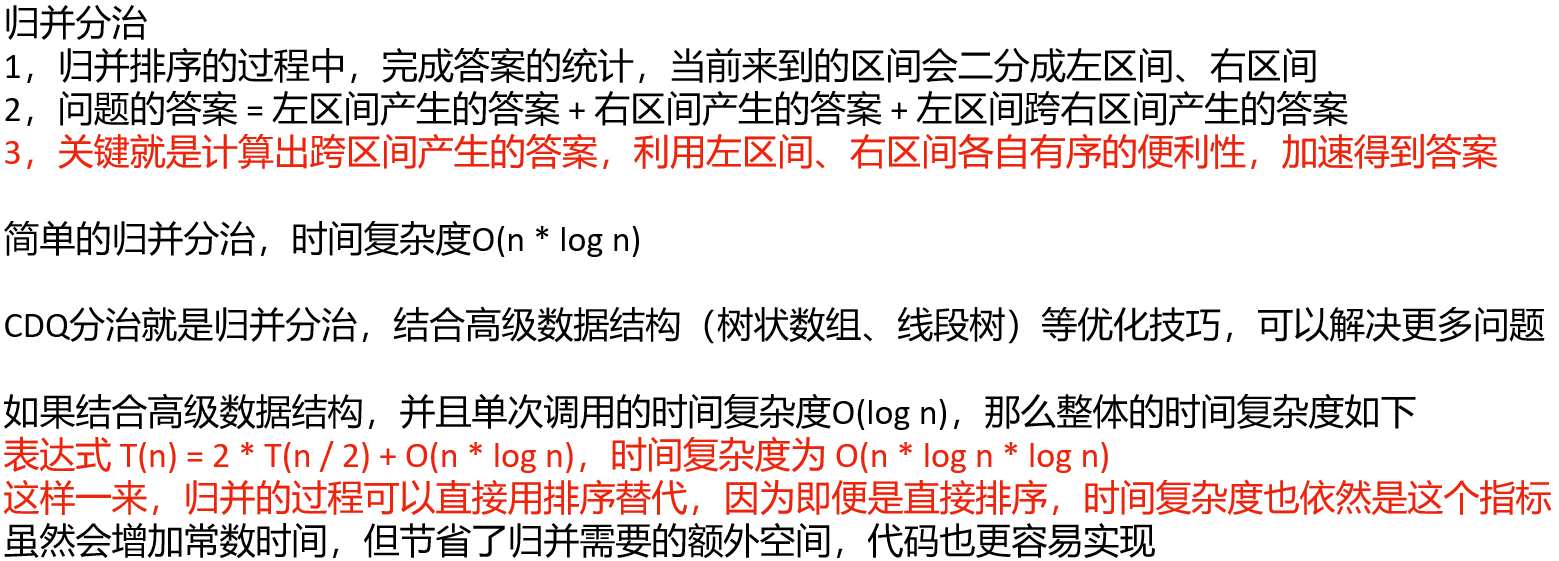 归并分治
1，归并排序的过程中，完成答案的统计，当前来到的区间会二分成左区间、右区间
2，问题的答案 = 左区间产生的答案 + 右区间产生的答案 + 左区间跨右区间产生的答案
3，关键就是计算出跨区间产生的答案，利用左区间、右区间各自有序的便利性，加速得到答案
简单的归并分治，时间复杂度O(n * log n)
CDQ分治就是归并分治，结合高级数据结构（树状数组、线段树）等优化技巧，可以解决更多问题
如果结合高级数据结构，并且单次调用的时间复杂度O(log n)，那么整体的时间复杂度如下
表达式 T(n) = 2 * T(n / 2) + O(n * log n)，时间复杂度为 O(n * log n * log n)
这样一来，归并的过程可以直接用排序替代，因为即便是直接排序，时间复杂度也依然是这个指标
虽然会增加常数时间，但节省了归并需要的额外空间，代码也更容易实现